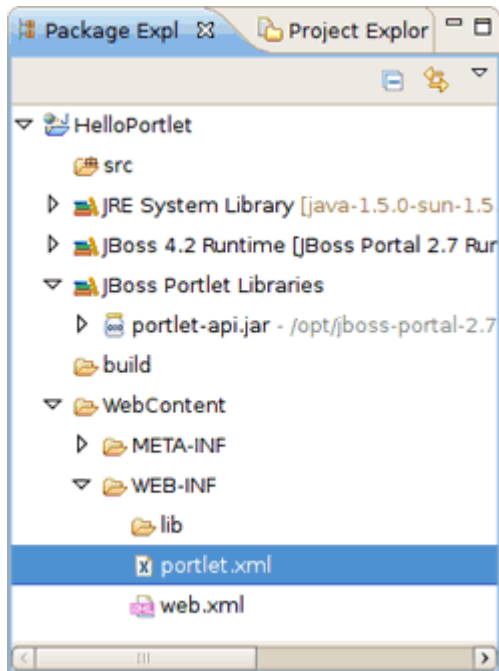 Package Expl Project Explor
HelloPortlet
src
JRE System Library [java-1.5.0-sun-1.5
JBoss 4.2 Runtime [JBoss Portal 2.7 Rur
JBoss Portlet Libraries
portlet-api.jar - /opt/jboss-portal-2.7
build
WebContent
META-INF
WEB-INF
lib
portlet.xml
web.xml